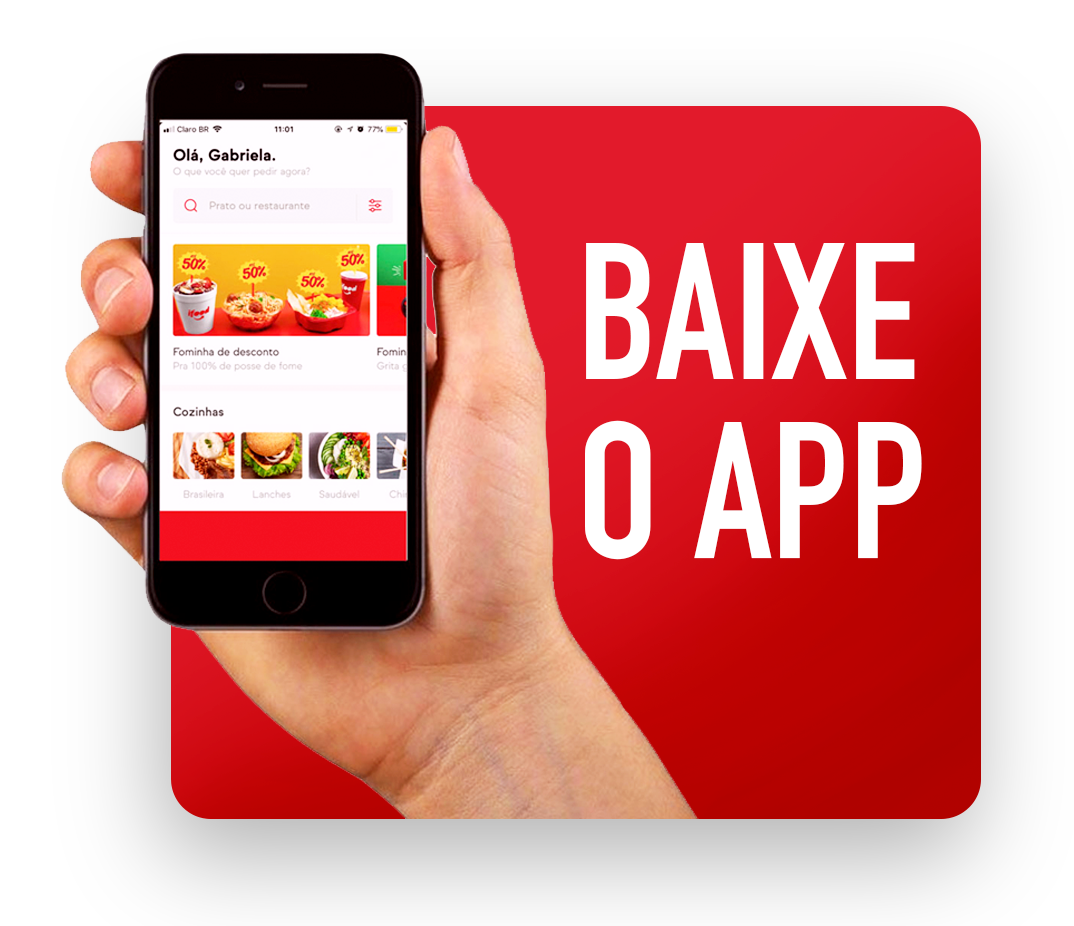 Claro BR
11:01
77%
Olá, Gabriela.
O que você quer pedir agora?
Prato ou restaurante
50%
50%
50%
50%
ifood
Fominha de desconto
Fomin
Pra 100% de posse de fome
Grita g
Cozinhas
Brasileira
Lanches
Saudável
Chi
BAIXE
O APP